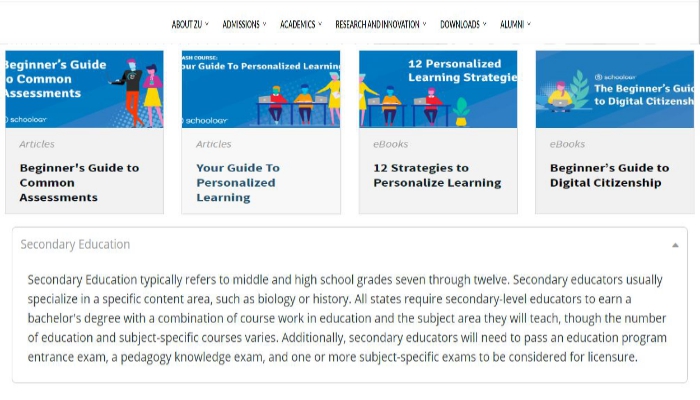 ABOUT ZU ADMISSIONS ACADEMICS RESEARCH AND INNOVATION DOWNLOADS ALUMNI
Beginner's Guide
o Common
Assessments
schoology
ASH COURSE:
our Guide To Personalized Learning
schoology
12 Personalized
Learning Strategie
schoology
The Beginner's Guid
to Digital Citizensh
Articles
Beginner's Guide to
Common
Assessments
Articles
Your Guide To
Personalized
Learning
eBooks
12 Strategies to
Personalize Learning
eBooks
Beginner's Guide to
Digital Citizenship
Secondary Education
Secondary Education typically refers to middle and high school grades seven through twelve. Secondary educators usually
specialize in a specific content area, such as biology or history. All states require secondary-level educators to earn a
bachelor's degree with a combination of course work in education and the subject area they will teach, though the number
of education and subject-specific courses varies. Additionally, secondary educators will need to pass an education program
entrance exam, a pedagogy knowledge exam, and one or more subject-specific exams to be considered for licensure.